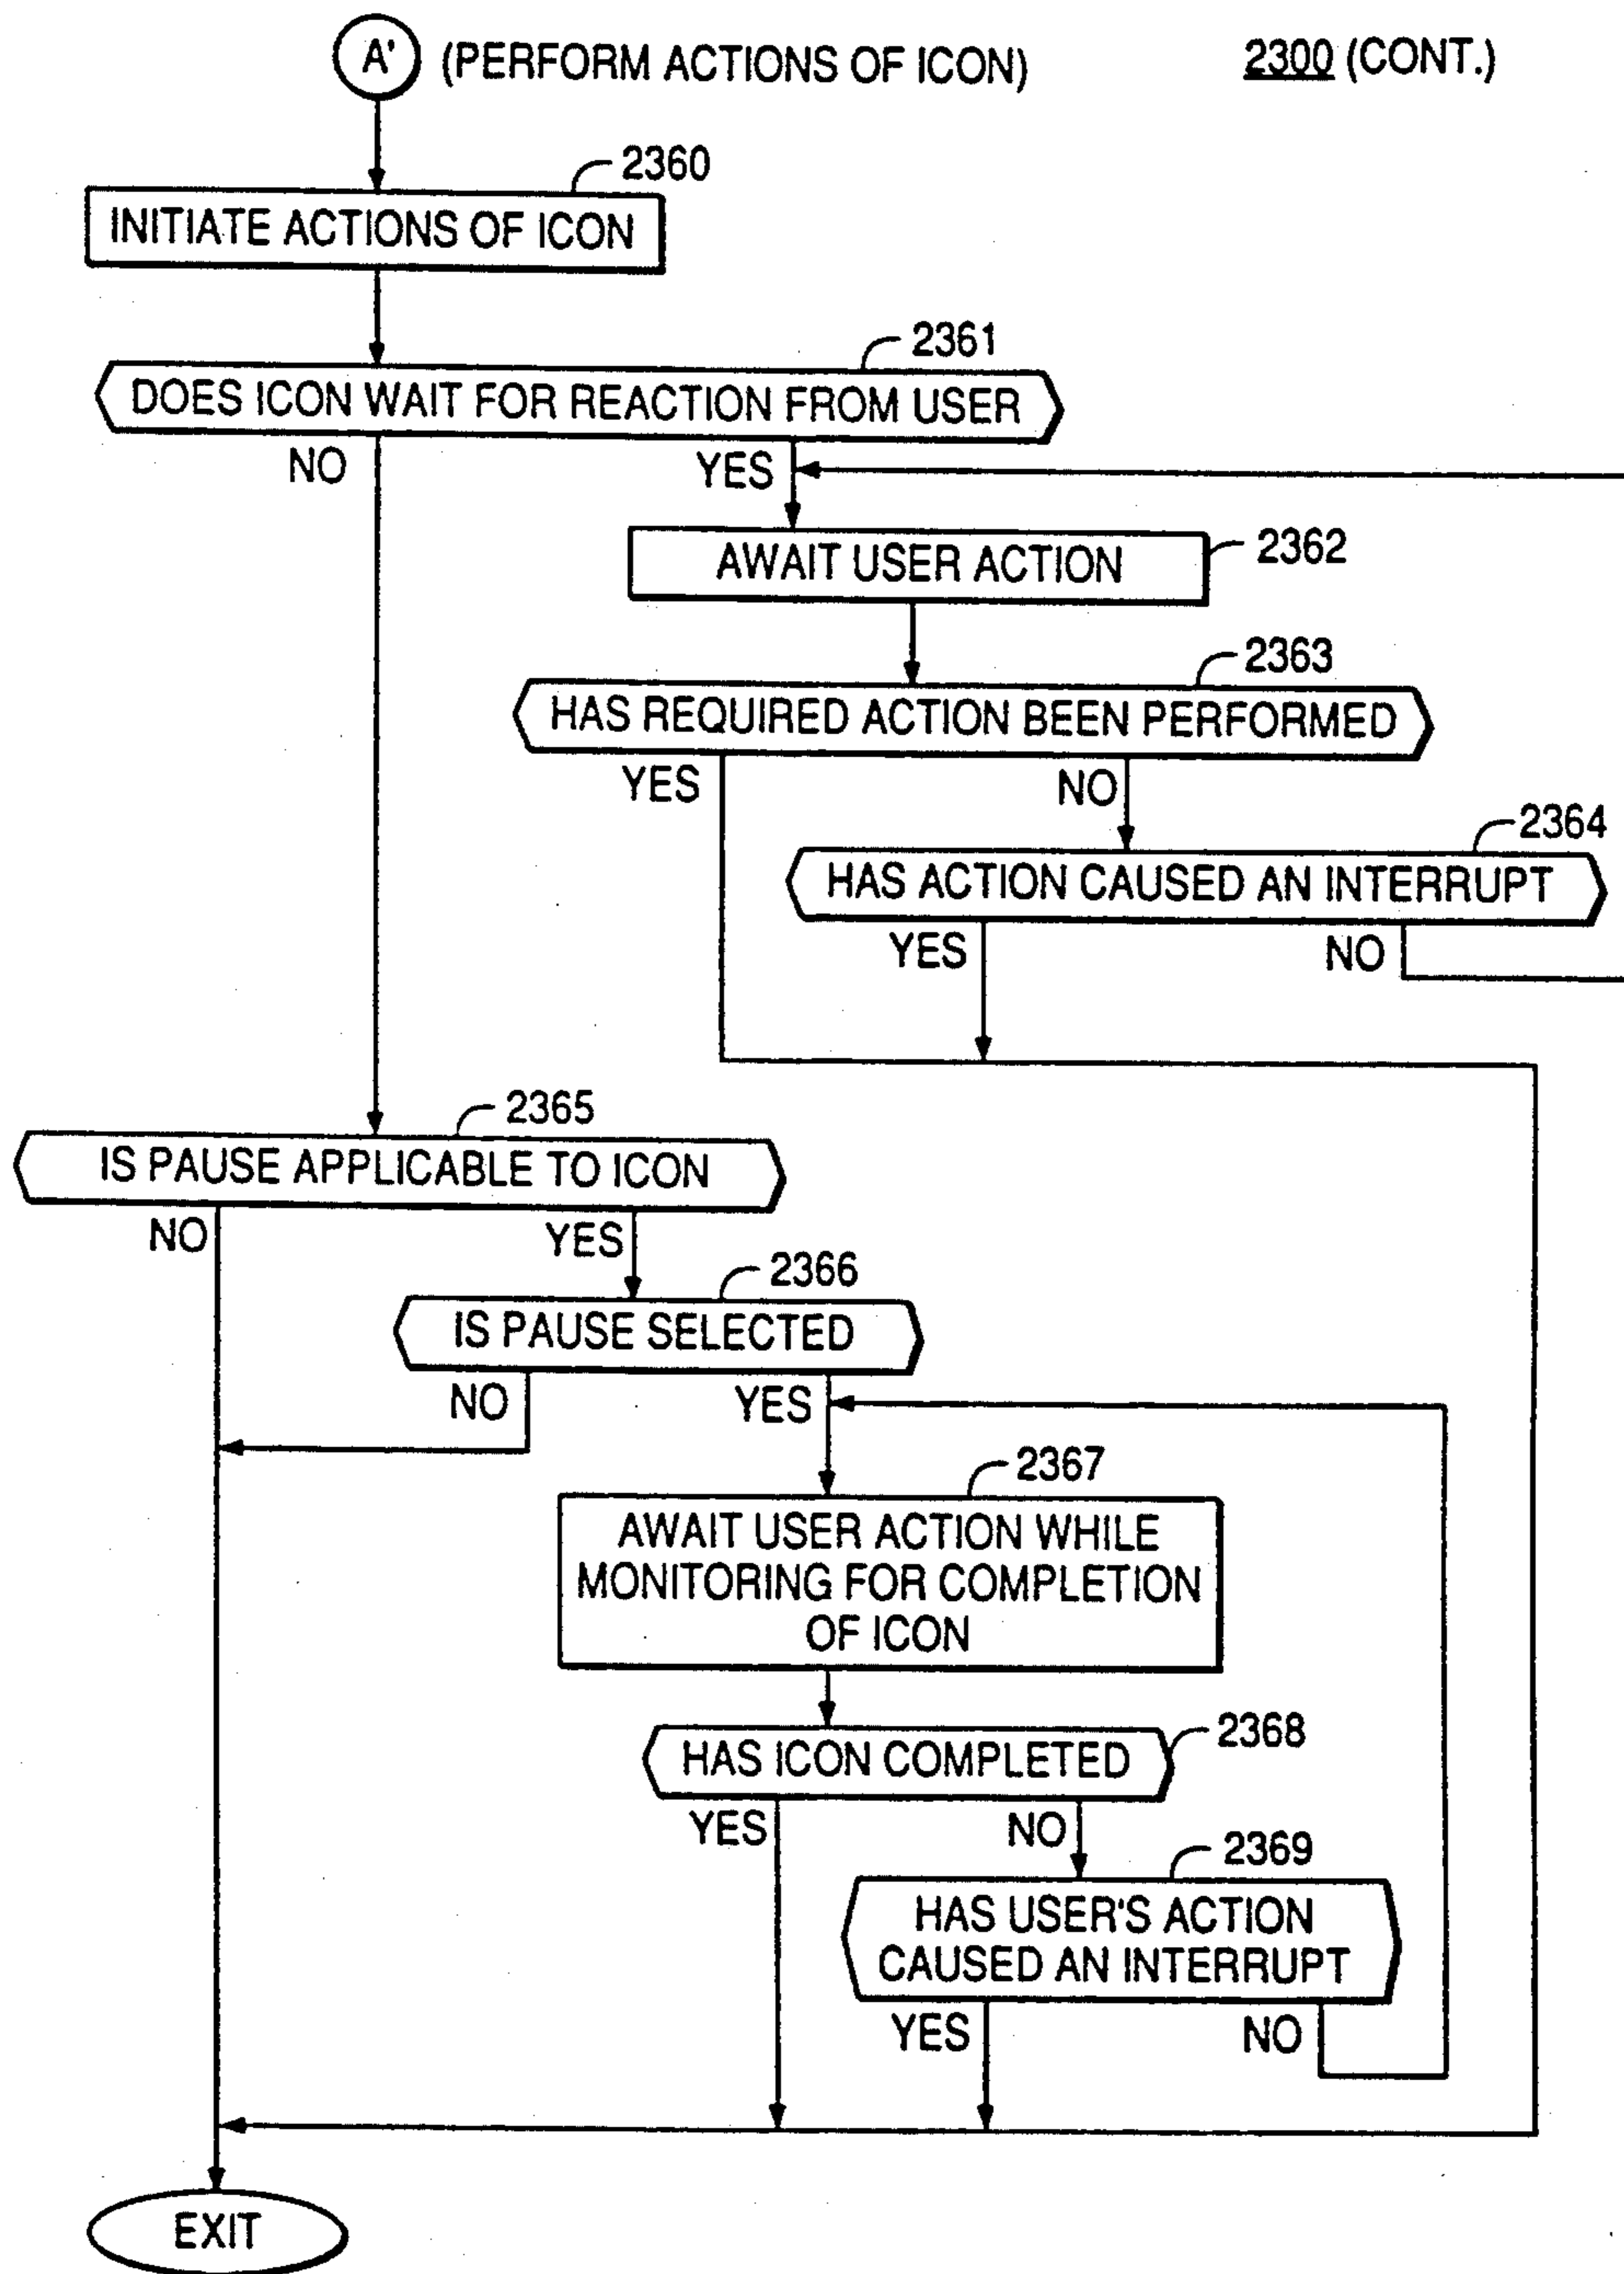 A' (PERFORM ACTIONS OF ICON)
2300 (CONT.)
2360
INITIATE ACTIONS OF ICON
2361
DOES ICON WAIT FOR REACTION FROM USER
NO
YES
AWAIT USER ACTION
2362
2363
HAS REQUIRED ACTION BEEN PERFORMED
YES
NO
2364
HAS ACTION CAUSED AN INTERRUPT
YES
NO
2365
IS PAUSE APPLICABLE TO ICON
NO
YES
2366
IS PAUSE SELECTED
NO
YES
2367
AWAIT USER ACTION WHILE
MONITORING FOR COMPLETION
OF ICON
2368
HAS ICON COMPLETED
YES
NO
2369
HAS USER'S ACTION
CAUSED AN INTERRUPT
YES
NO
EXIT